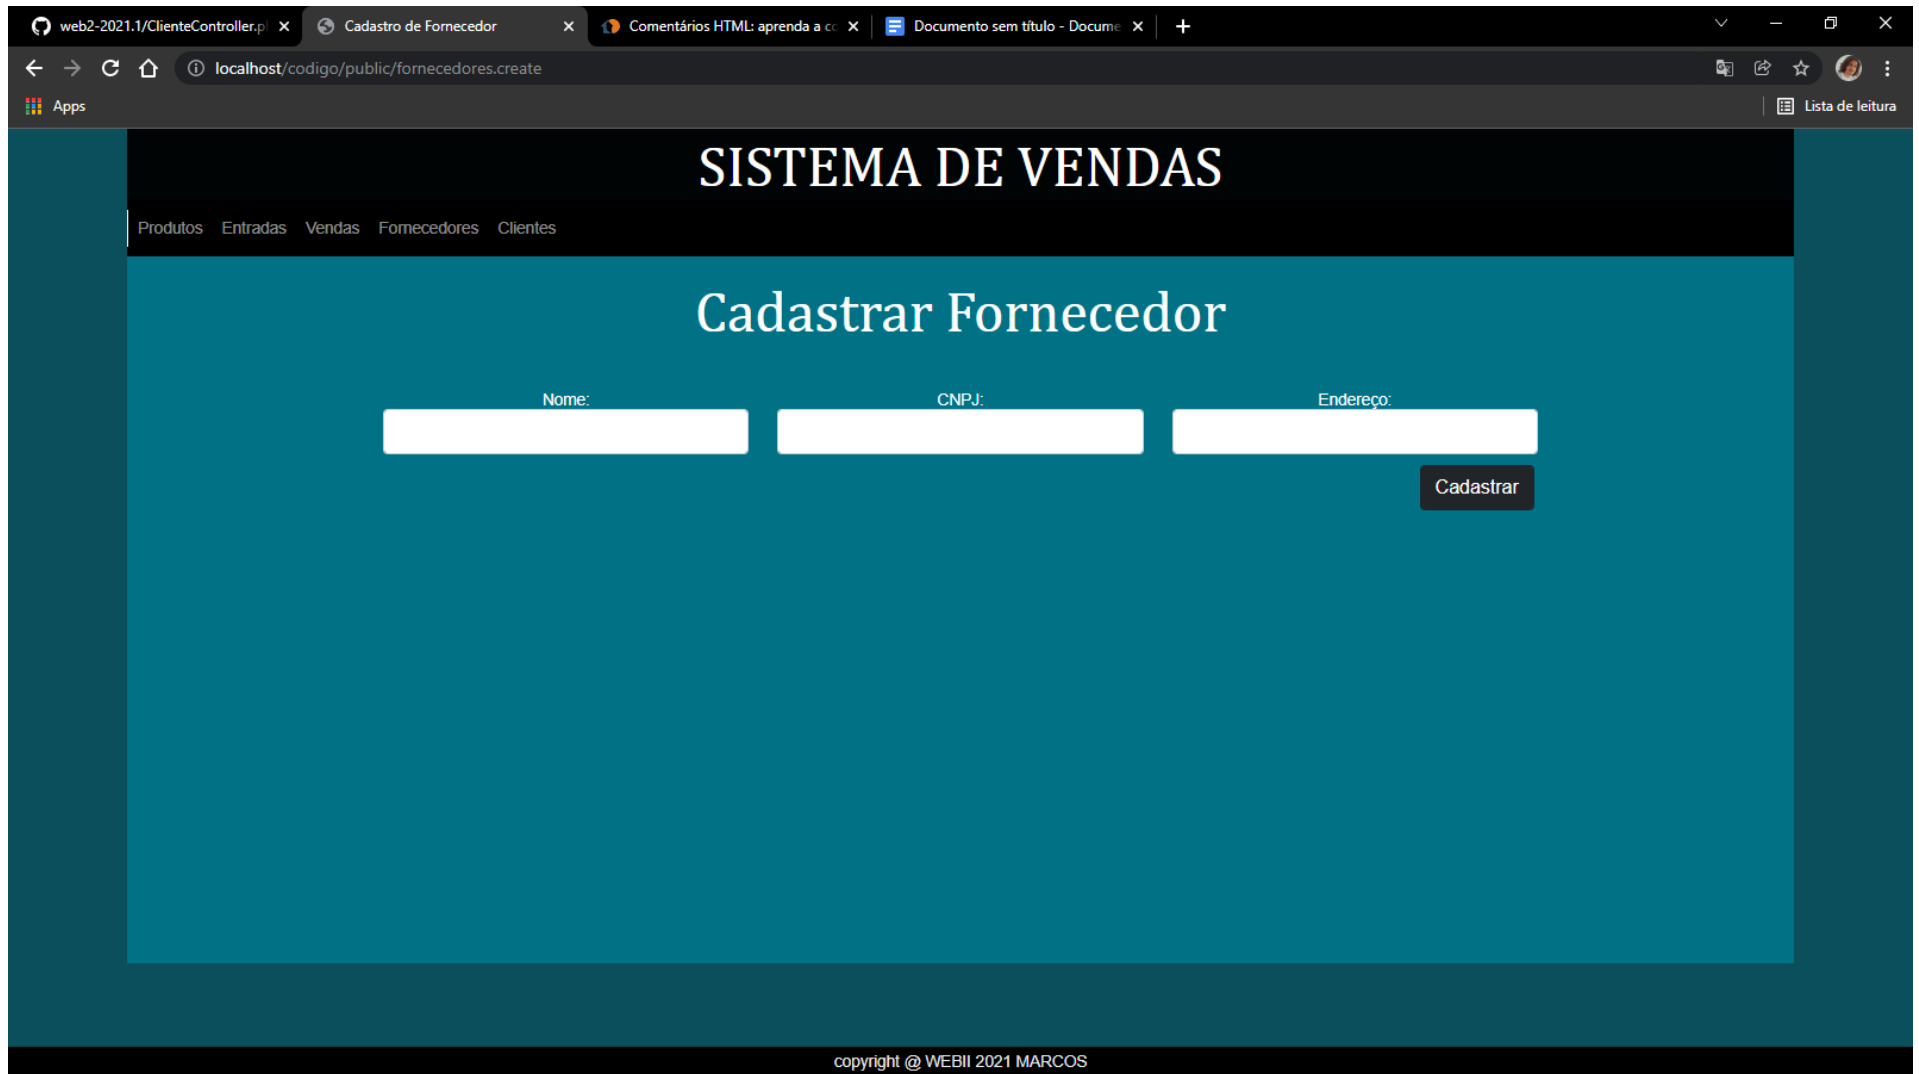 web2-2021.1/ClienteController.p
Cadastro de Fornecedor
Comentários HTML: aprenda a co
Documento sem título - Docume
localhost/codigo/public/fornecedores.create
Apps
Lista de leitura
SISTEMA DE VENDAS
Produtos Entradas Vendas Fornecedores Clientes
Cadastrar Fornecedor
Nome: CNPJ: Endereço:
Cadastrar
copyright @ WEBII 2021 MARCOS